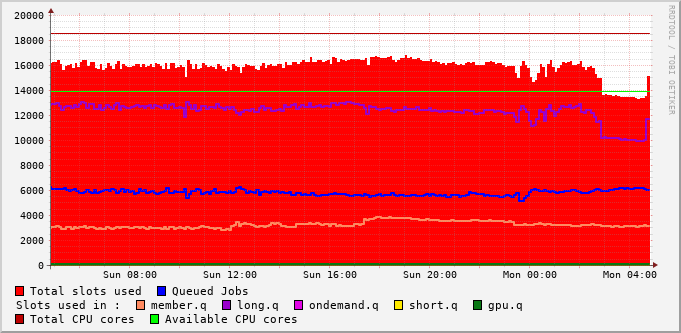 20000
18000
16000
14000
12000
10000
8000
6000
4000
2000
0
Sun 08:00 Sun 12:00 Sun 16:00 Sun 20:00 Mon 00:00 Mon 04:00
RRDTOOL / TOBI OETIKER
Total slots used Queued Jobs
Slots used in : member.q long.q ondemand.q short.q gpu.q
Total CPU cores Available CPU cores